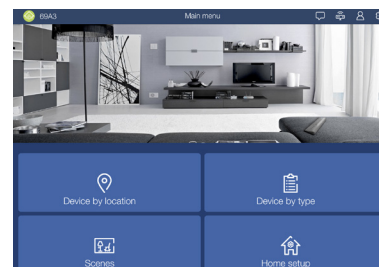 69A3
Main menu
Device by location
Device by type
Scenes
Home setup